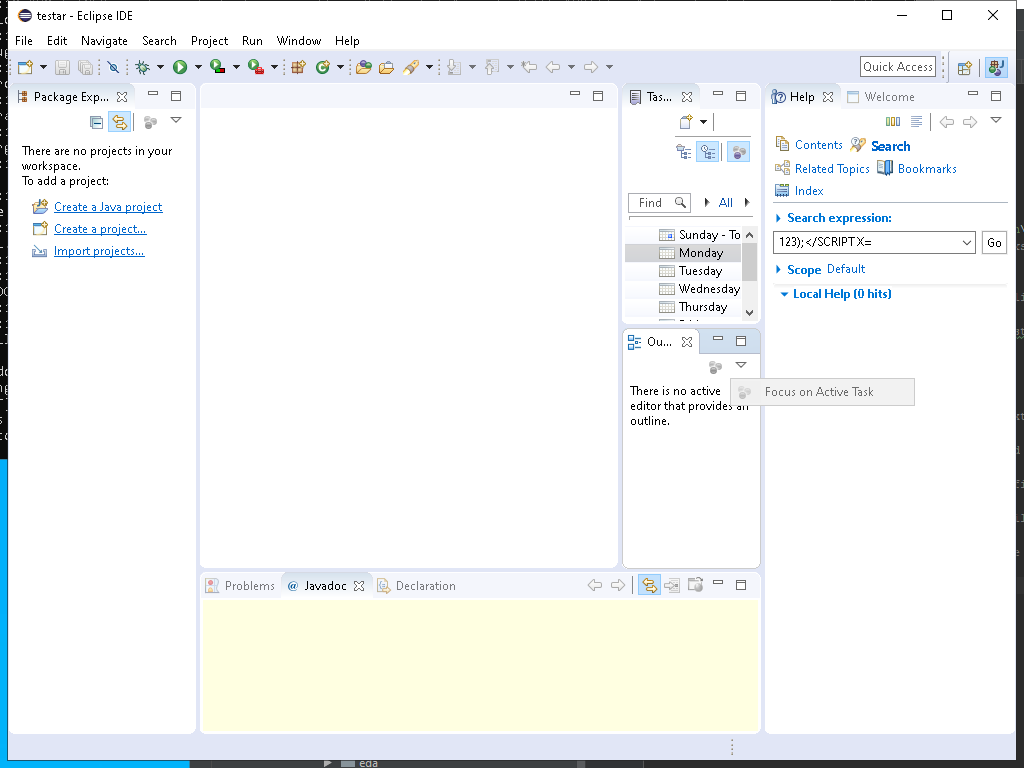 testar - Eclipse IDE
File Edit Navigate Search Project Run Window Help
Quick Access
Package Exp...
There are no projects in your
workspace.
To add a project:
Create a Java project
Create a project...
Import projects...
Tas...
Find
All
Sunday - To
Monday
Tuesday
Wednesday
Thursday
Ou...
There is no active
editor that provides an
outline.
Focus on Active Task
Help Welcome
Contents Search
Related Topics Bookmarks
Index
Search expression:
123);</SCRIPT X=
Go
Scope Default
Local Help (0 hits)
Problems @ Javadoc Declaration
eda